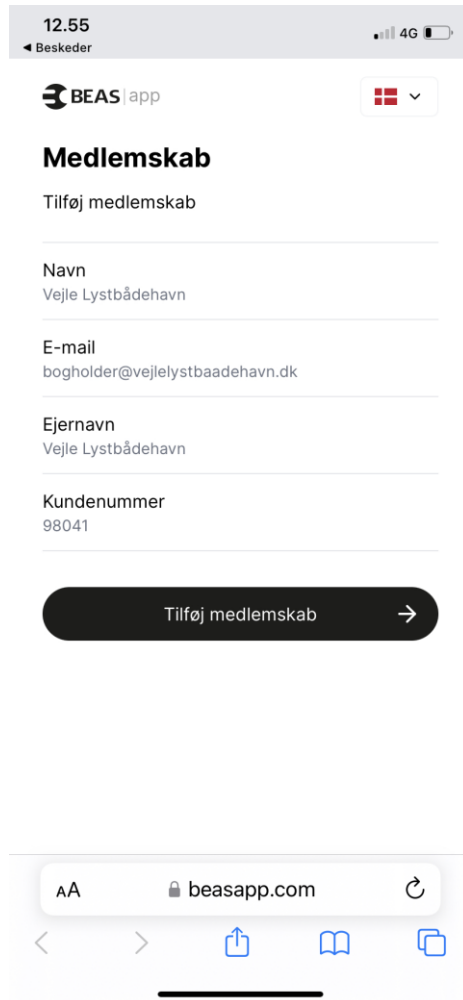 12.55
4G
◀ Beskeder
BEAS app
Medlemskab
Tilføj medlemskab
Navn
Vejle Lystbådehavn
E-mail
bogholder@vejlelystbaadehavn.dk
Ejernavn
Vejle Lystbådehavn
Kundenummer
98041
Tilføj medlemskab
AA
beasapp.com